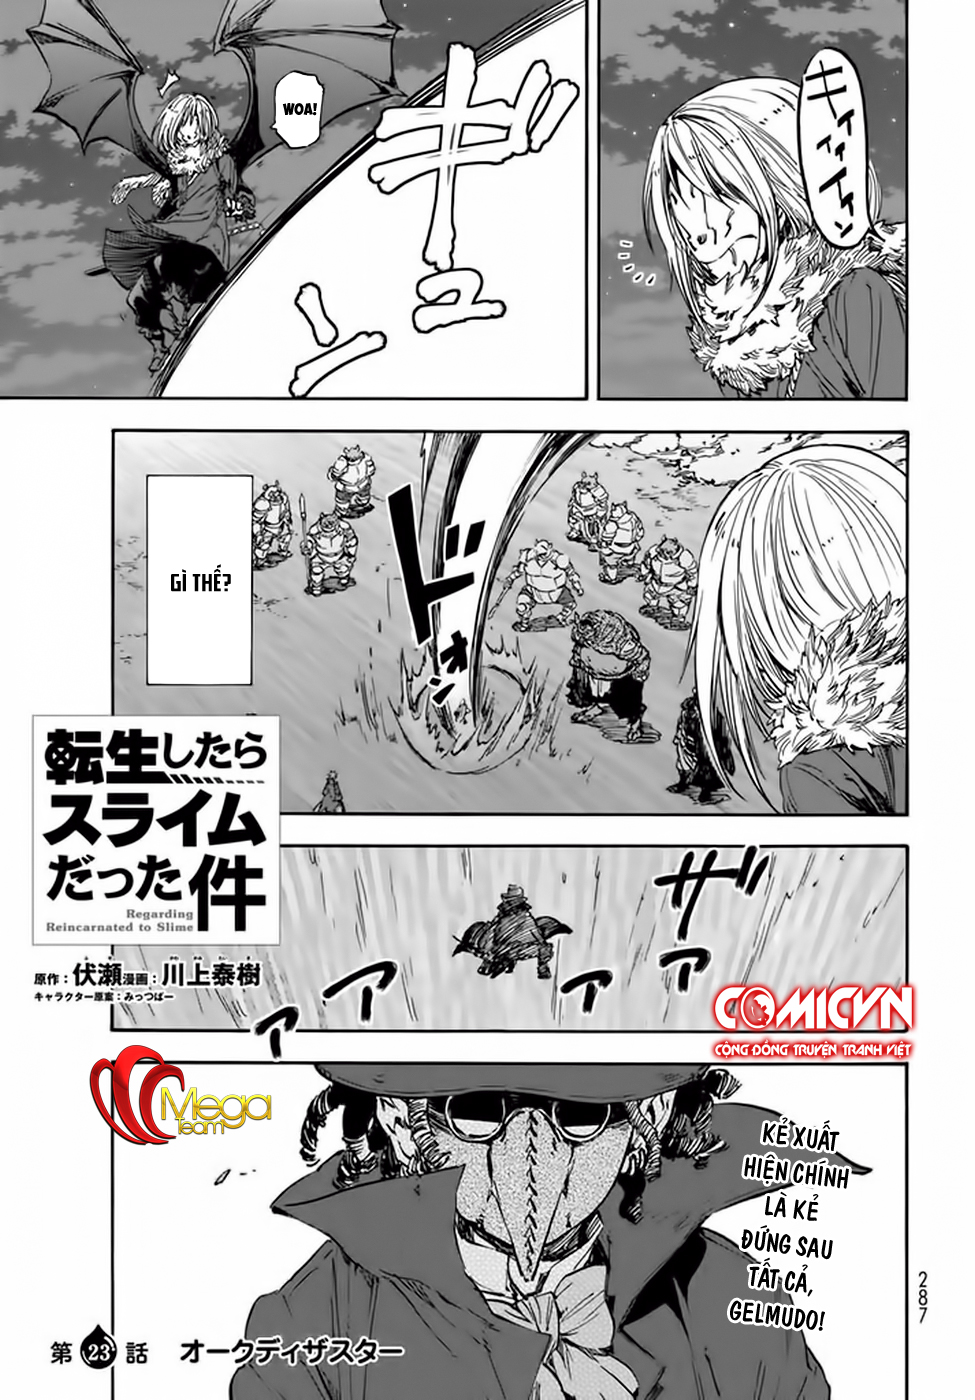 キィィィィン
WOA!
ギュン
GÌ THẾ?
ドォン
転生したら
スライム
だった件
Regarding
Reincarnated to Slime
原作：伏瀬 漫画：川上泰樹
キャラクター原案：みっつばー
ザァァァ
COMICVN
CỘNG ĐỒNG TRUYỆN TRANH VIỆT
Mega
Team
KẺ XUẤT
HIỆN CHÍNH
LÀ KẺ
ĐỨNG SAU
TẤT CẢ,
GELMUDO!
第23話 オークディザスター
287